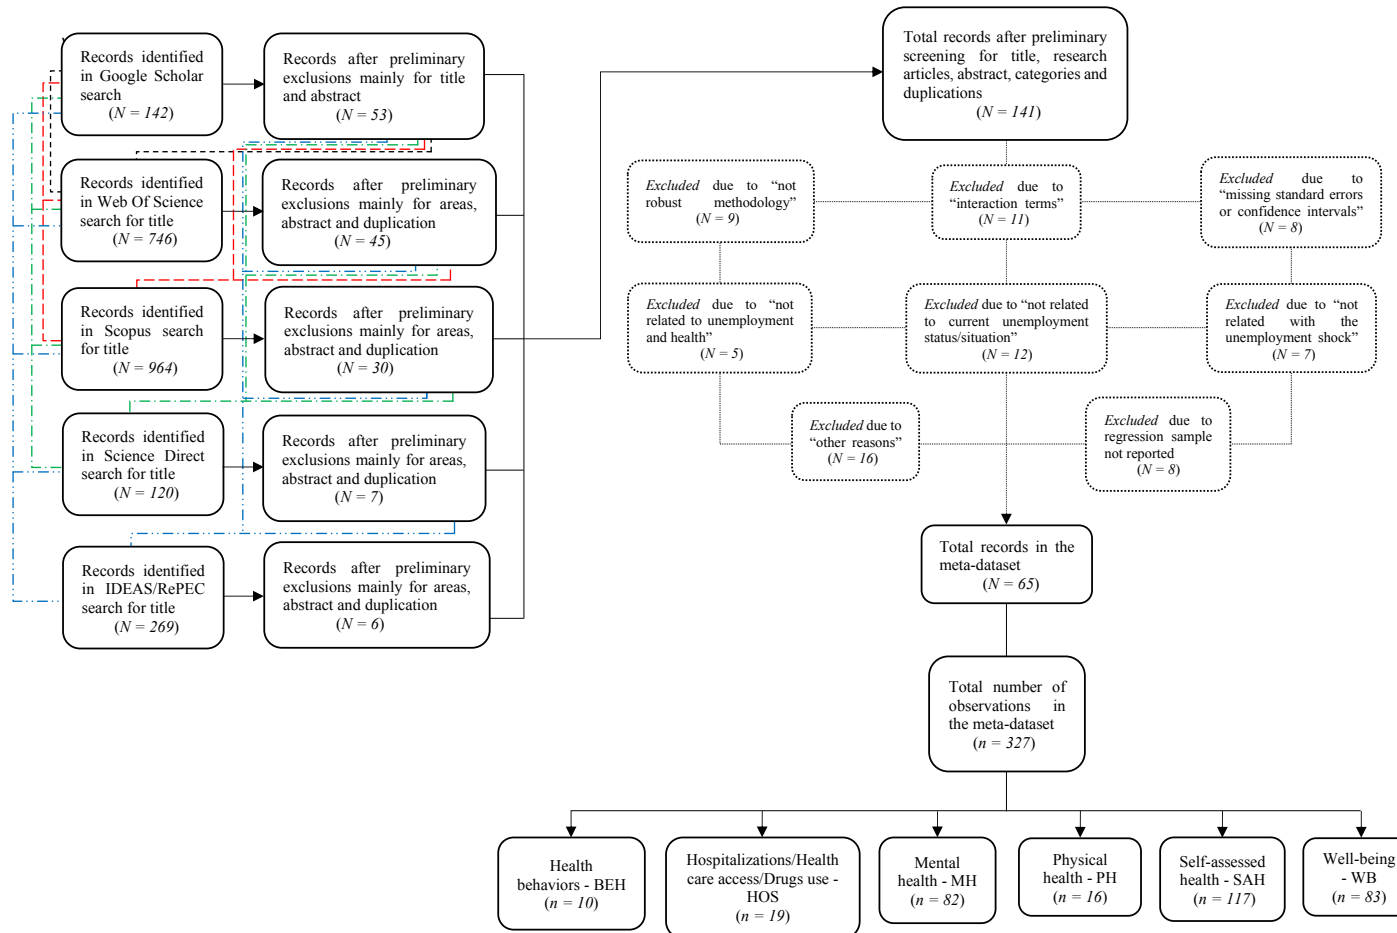 Records identified
in Google Scholar
search
(N = 142)
Records after preliminary
exclusions mainly for title
and abstract
(N = 53)
Total records after preliminary
screening for title, research
articles, abstract, categories and
duplications
(N = 141)
Records identified
in Web Of Science
search for title
(N = 746)
Records after preliminary
exclusions mainly for areas,
abstract and duplication
(N = 45)
Excluded due to “not
robust methodology”
(N = 9)
Excluded due to
“interaction terms”
(N = 11)
Excluded due to
“missing standard errors
or confidence intervals”
(N = 8)
Records identified
in Scopus search
for title
(N = 964)
Records after preliminary
exclusions mainly for areas,
abstract and duplication
(N = 30)
Excluded due to “not
related to unemployment
and health”
(N = 5)
Excluded due to “not related
to current unemployment
status/situation”
(N = 12)
Excluded due to “not
related with the
unemployment shock”
(N = 7)
Records identified
in Science Direct
search for title
(N = 120)
Records after preliminary
exclusions mainly for areas,
abstract and duplication
(N = 7)
Excluded due to
“other reasons”
(N = 16)
Excluded due to
regression sample
not reported
(N = 8)
Records identified
in IDEAS/RePEC
search for title
(N = 269)
Records after preliminary
exclusions mainly for areas,
abstract and duplication
(N = 6)
Total records in the
meta-dataset
(N = 65)
Total number of
observations in
the meta-dataset
(n = 327)
Health
behaviors - BEH
(n = 10)
Hospitalizations/Health
care access/Drugs use -
HOS
(n = 19)
Mental
health - MH
(n = 82)
Physical
health - PH
(n = 16)
Self-assessed
health - SAH
(n = 117)
Well-being
- WB
(n = 83)